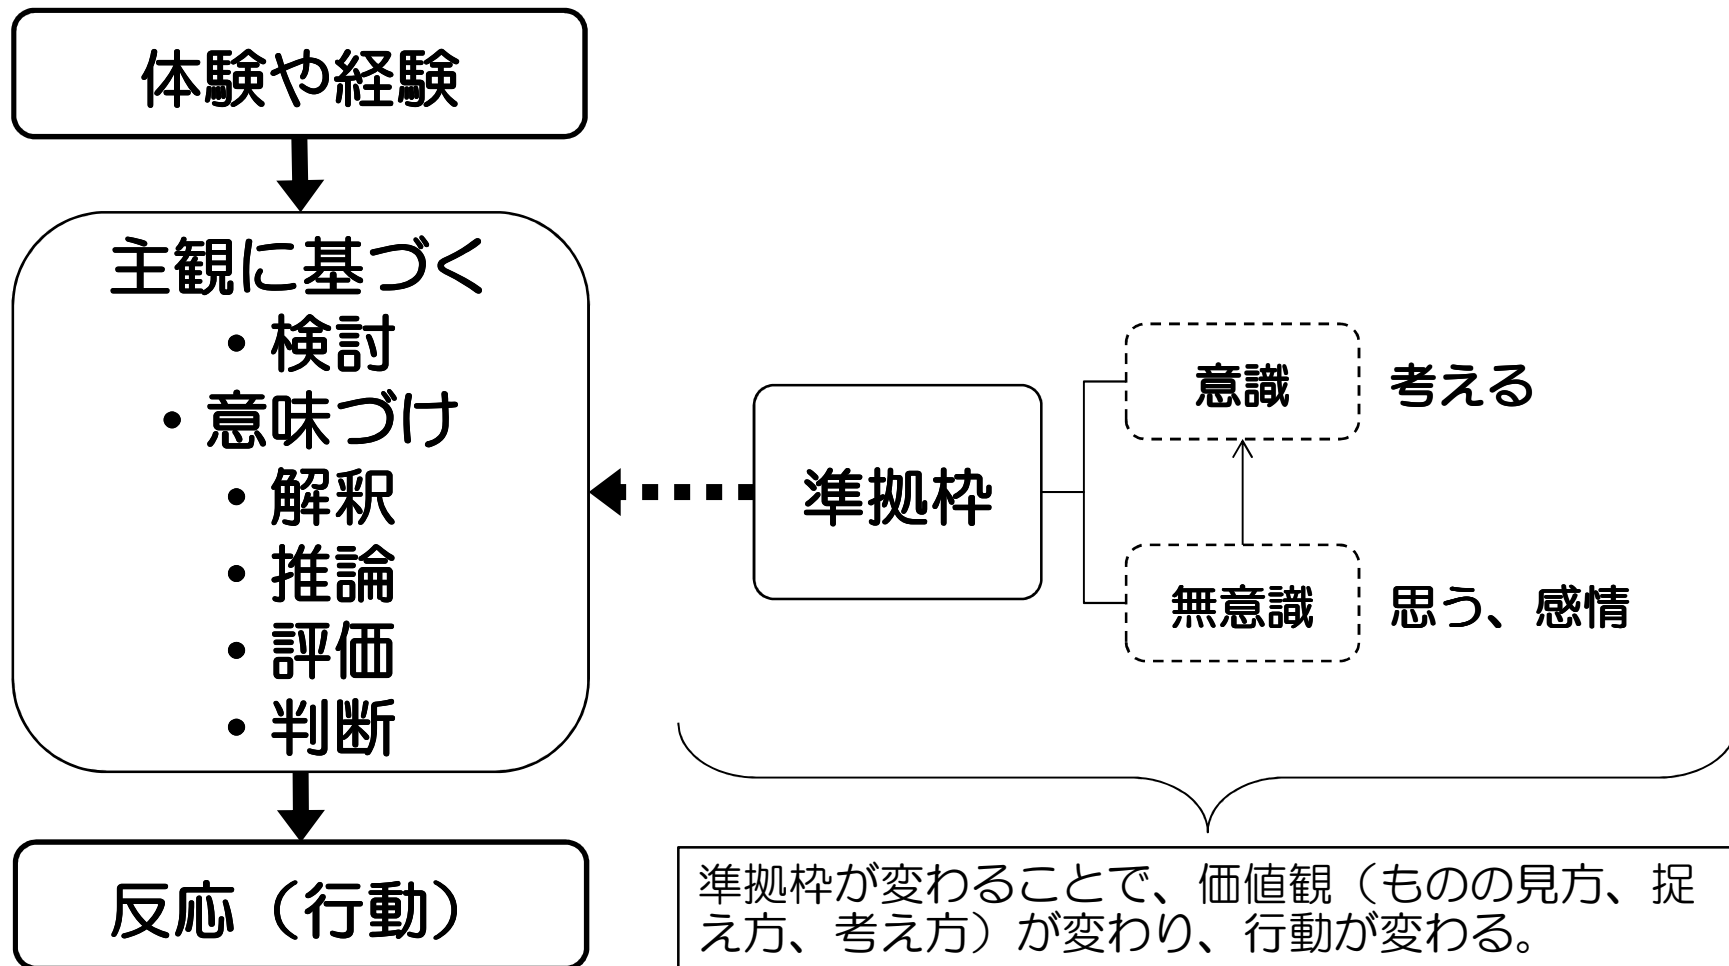 体験や経験
主観に基づく
・検討
・意味づけ
・解釈
・推論
・評価
・判断
反応（行動）
準拠枠
意識
考える
無意識
思う、感情
準拠枠が変わることで、価値観（ものの見方、捉
え方、考え方）が変わり、行動が変わる。